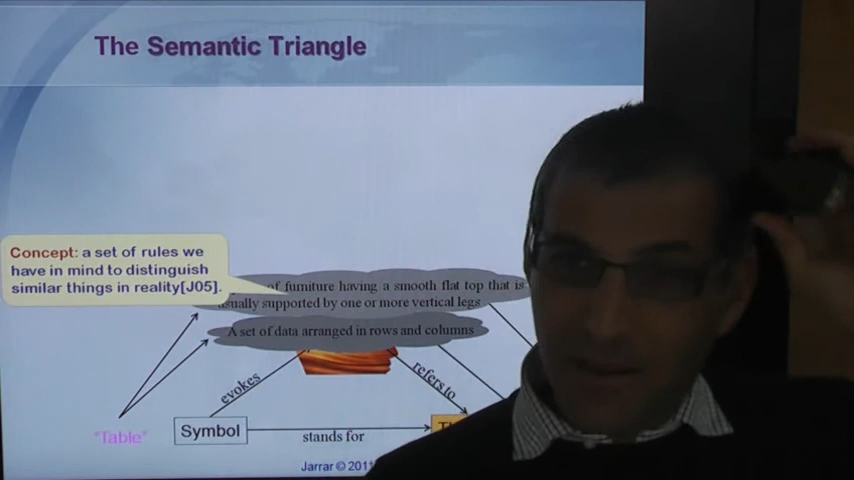 The Semantic Triangle
Concept: a set of rules we
have in mind to distinguish
similar things in reality[J05].
of furniture having a smooth flat top that is
usually supported by one or more vertical legs
A set of data arranged in rows and columns
evokes
refers to
"Table"
Symbol
stands for
Jarrar © 2011